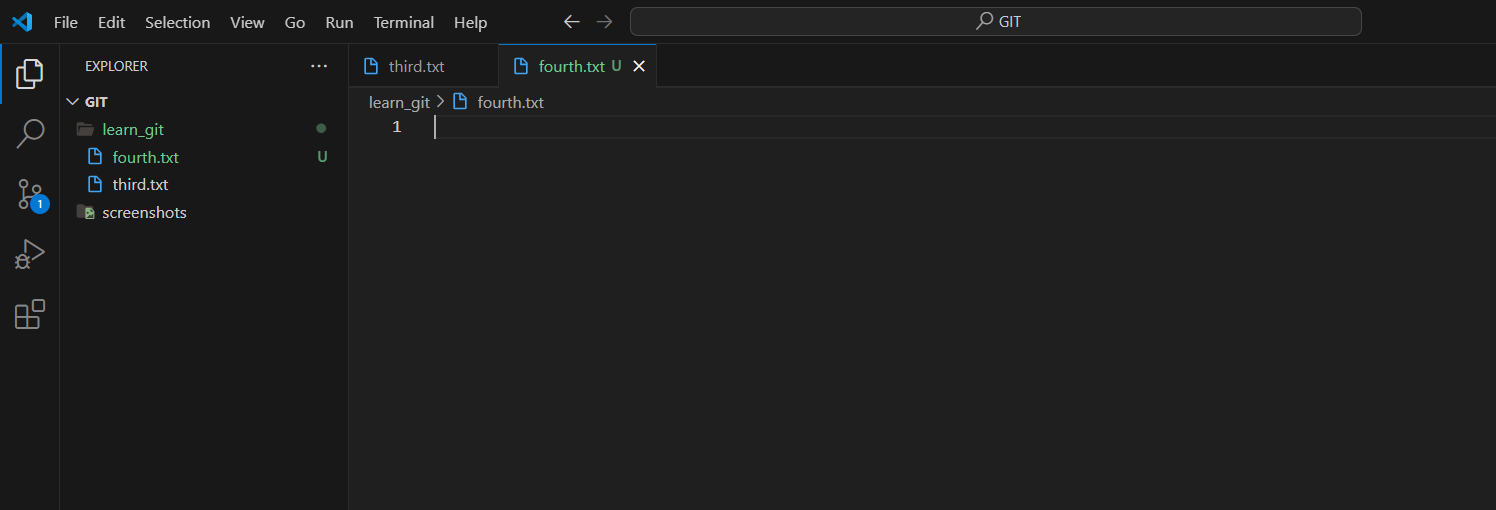 File Edit Selection View Go Run Terminal Help
GIT
EXPLORER
GIT
learn_git
fourth.txt U
third.txt
screenshots
1
third.txt
fourth.txt U
learn_git > fourth.txt
1